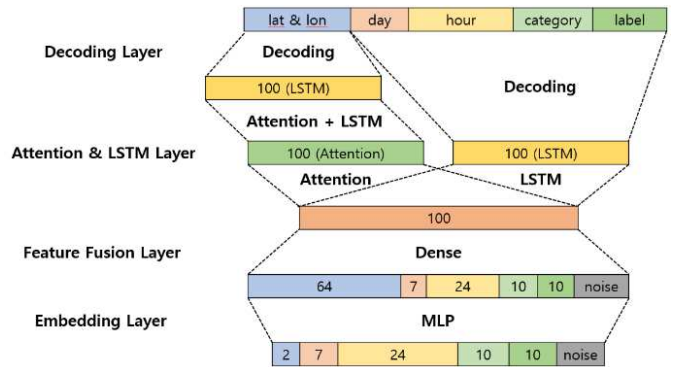 lat & lon day hour category label
Decoding Layer Decoding
100 (LSTM) Decoding
Attention + LSTM
Attention & LSTM Layer 100 (Attention) 100 (LSTM)
Attention LSTM
100
Feature Fusion Layer Dense
64 7 24 10 10 noise
Embedding Layer MLP
2 7 24 10 10 noise